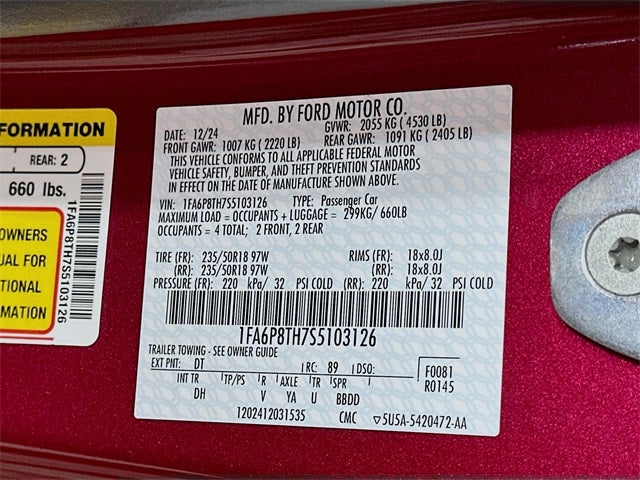 FORMATION
REAR: 2
660 lbs.
OWNERS
UAL FOR
TIONAL
MATION
1FA6P8TH7S5103126
MFD. BY FORD MOTOR CO.
DATE: 12/24 GVWR: 2055 KG ( 4530 LB)
FRONT GAWR: 1007 KG ( 2220 LB) REAR GAWR: 1091 KG ( 2405 LB)
THIS VEHICLE CONFORMS TO ALL APPLICABLE FEDERAL MOTOR
VEHICLE SAFETY, BUMPER, AND THEFT PREVENTION STANDARDS
IN EFFECT ON THE DATE OF MANUFACTURE SHOWN ABOVE.
VIN: 1FA6P8TH7S5103126 TYPE: Passenger Car
MAXIMUM LOAD = OCCUPANTS + LUGGAGE = 299KG/ 660LB
OCCUPANTS = 4 TOTAL; 2 FRONT, 2 REAR
TIRE (FR): 235/50R18 97W RIMS (FR): 18x8.0J
(RR): 235/50R18 97W (RR): 18x8.0J
PRESSURE (FR): 220 kPa/ 32 PSI COLD (RR): 220 kPa/ 32 PSI COLD
1FA6P8TH7S5103126
TRAILER TOWING - SEE OWNER GUIDE
EXT PNT: DT RC: 89 DSO: F0081
INT TR TP/PS R AXLE TR SPR R0145
DH V YA U BBDD
1202412031535 CMC ▽5U5A-5420472-AA